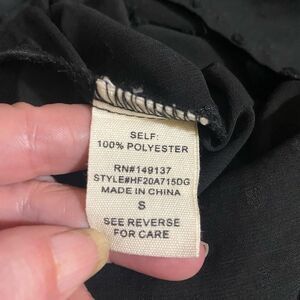 SELF:
100% POLYESTER
RN#149137
STYLE#HF20A715DG
MADE IN CHINA
S
SEE REVERSE
FOR CARE